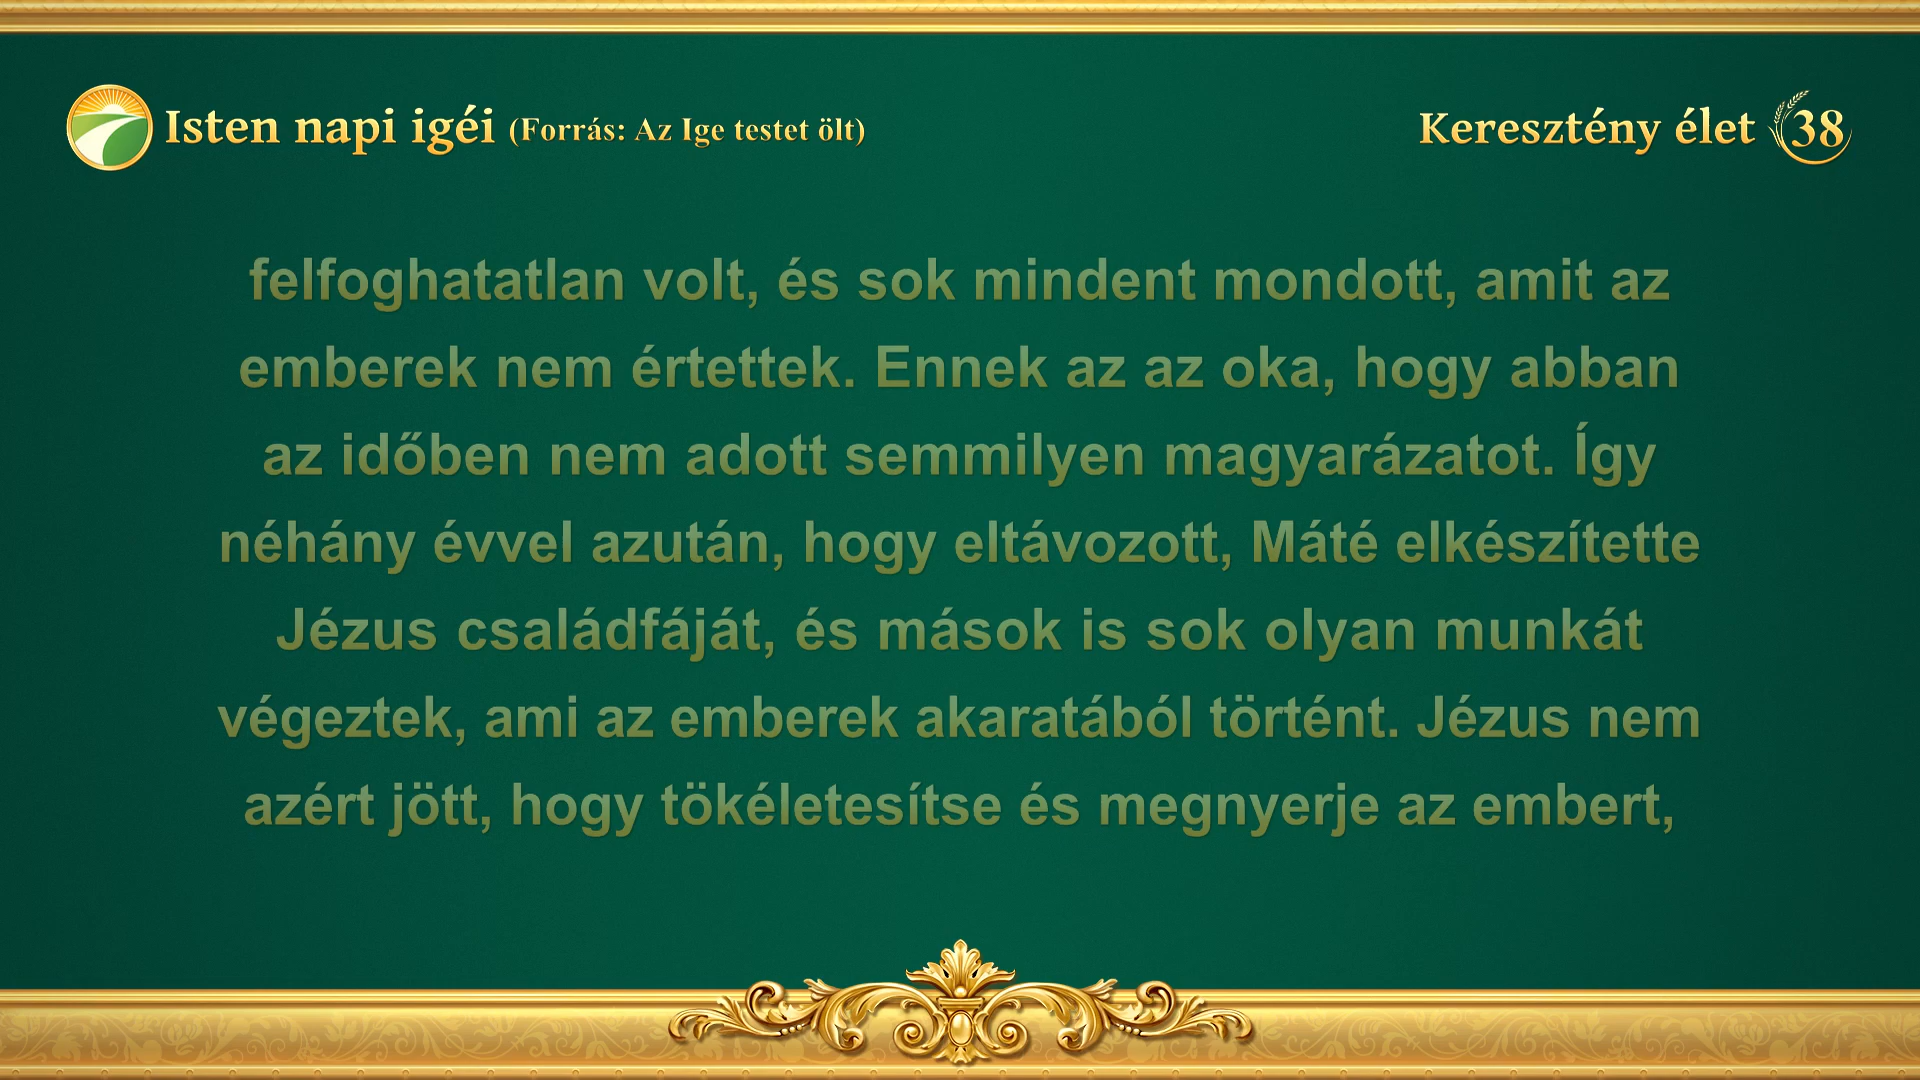 Isten napi igéi (Forrás: Az Ige testet ölt)
Keresztény élet 38
felfoghatatlan volt, és sok mindent mondott, amit az
emberek nem értettek. Ennek az az oka, hogy abban
az időben nem adott semmilyen magyarázatot. Így
néhány évvel azután, hogy eltávozott, Máté elkészítette
Jézus családfáját, és mások is sok olyan munkát
végeztek, ami az emberek akaratából történt. Jézus nem
azért jött, hogy tökéletesítse és megnyerje az embert,